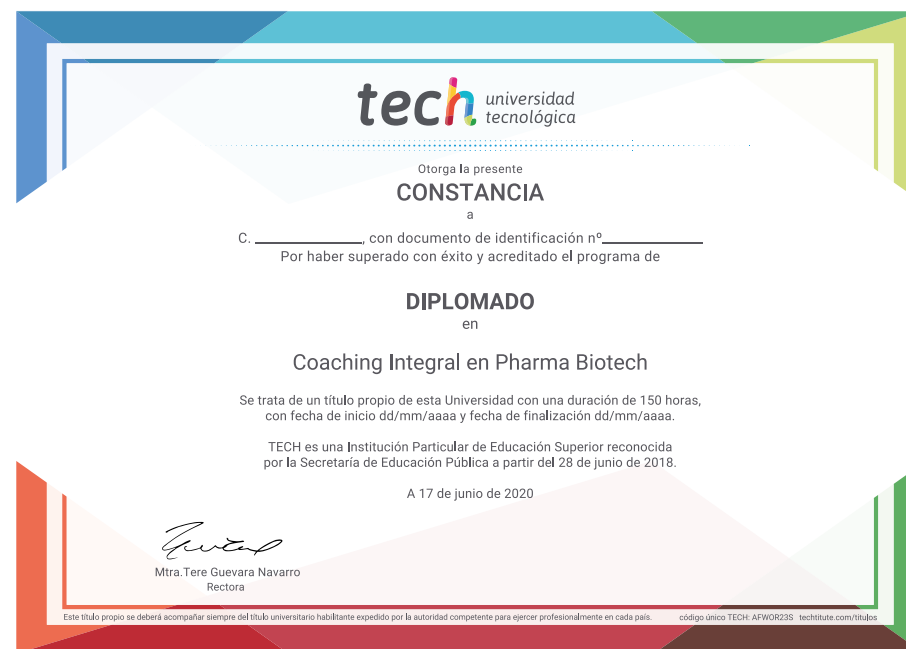 tech universidad
tecnológica
Otorga la presente
CONSTANCIA
a
C. ______________, con documento de identificación nº_____________
Por haber superado con éxito y acreditado el programa de
DIPLOMADO
en
Coaching Integral en Pharma Biotech
Se trata de un título propio de esta Universidad con una duración de 150 horas,
con fecha de inicio dd/mm/aaaa y fecha de finalización dd/mm/aaaa.
TECH es una Institución Particular de Educación Superior reconocida
por la Secretaría de Educación Pública a partir del 28 de junio de 2018.
A 17 de junio de 2020
Mtra.Tere Guevara Navarro
Rectora
Este título propio se deberá acompañar siempre del título universitario habilitante expedido por la autoridad competente para ejercer profesionalmente en cada país. código único TECH: AFWOR23S techtitute.com/titulos